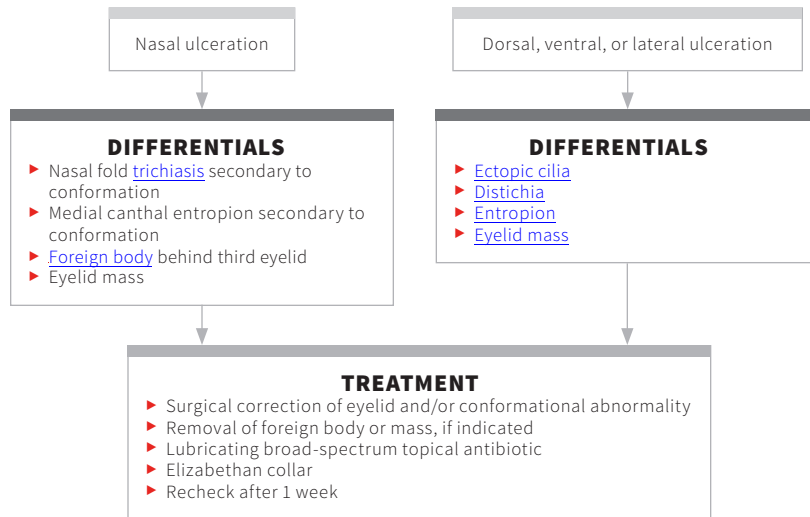 Nasal ulceration
Dorsal, ventral, or lateral ulceration
DIFFERENTIALS
▶ Nasal fold trichiasis secondary to
conformation
▶ Medial canthal entropion secondary to
conformation
▶ Foreign body behind third eyelid
▶ Eyelid mass
DIFFERENTIALS
▶ Ectopic cilia
▶ Distichia
▶ Entropion
▶ Eyelid mass
TREATMENT
▶ Surgical correction of eyelid and/or conformational abnormality
▶ Removal of foreign body or mass, if indicated
▶ Lubricating broad-spectrum topical antibiotic
▶ Elizabethan collar
▶ Recheck after 1 week